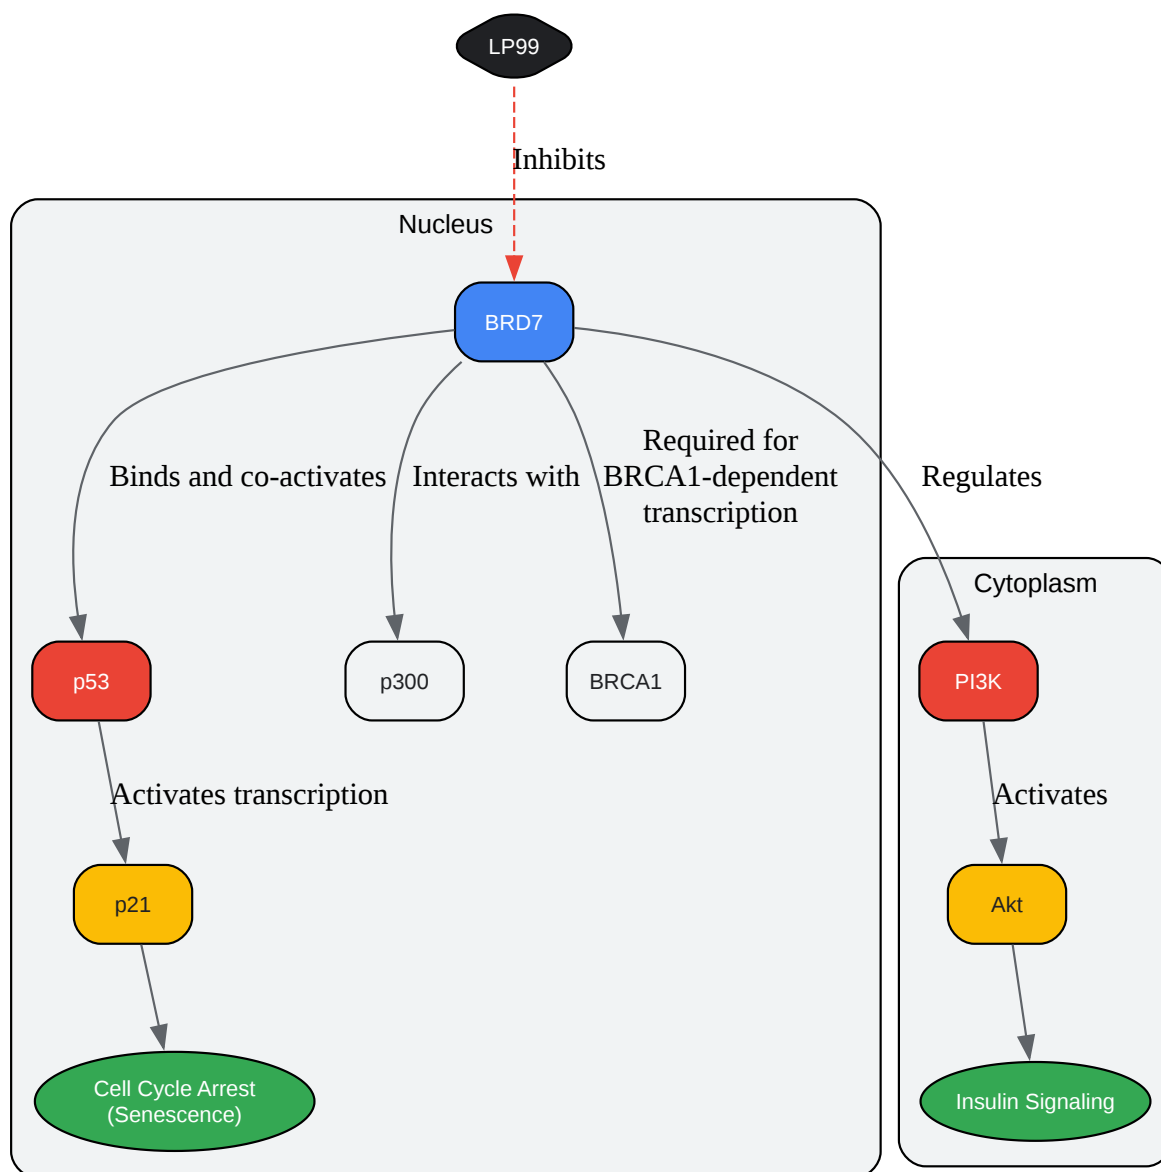 LP99
Inhibits
Nucleus
BRD7
Binds and co-activates
Interacts with
Required for
BRCA1-dependent
transcription
Regulates
Cytoplasm
p53
p300
BRCA1
PI3K
Activates transcription
Activates
p21
Akt
Cell Cycle Arrest
(Senescence)
Insulin Signaling